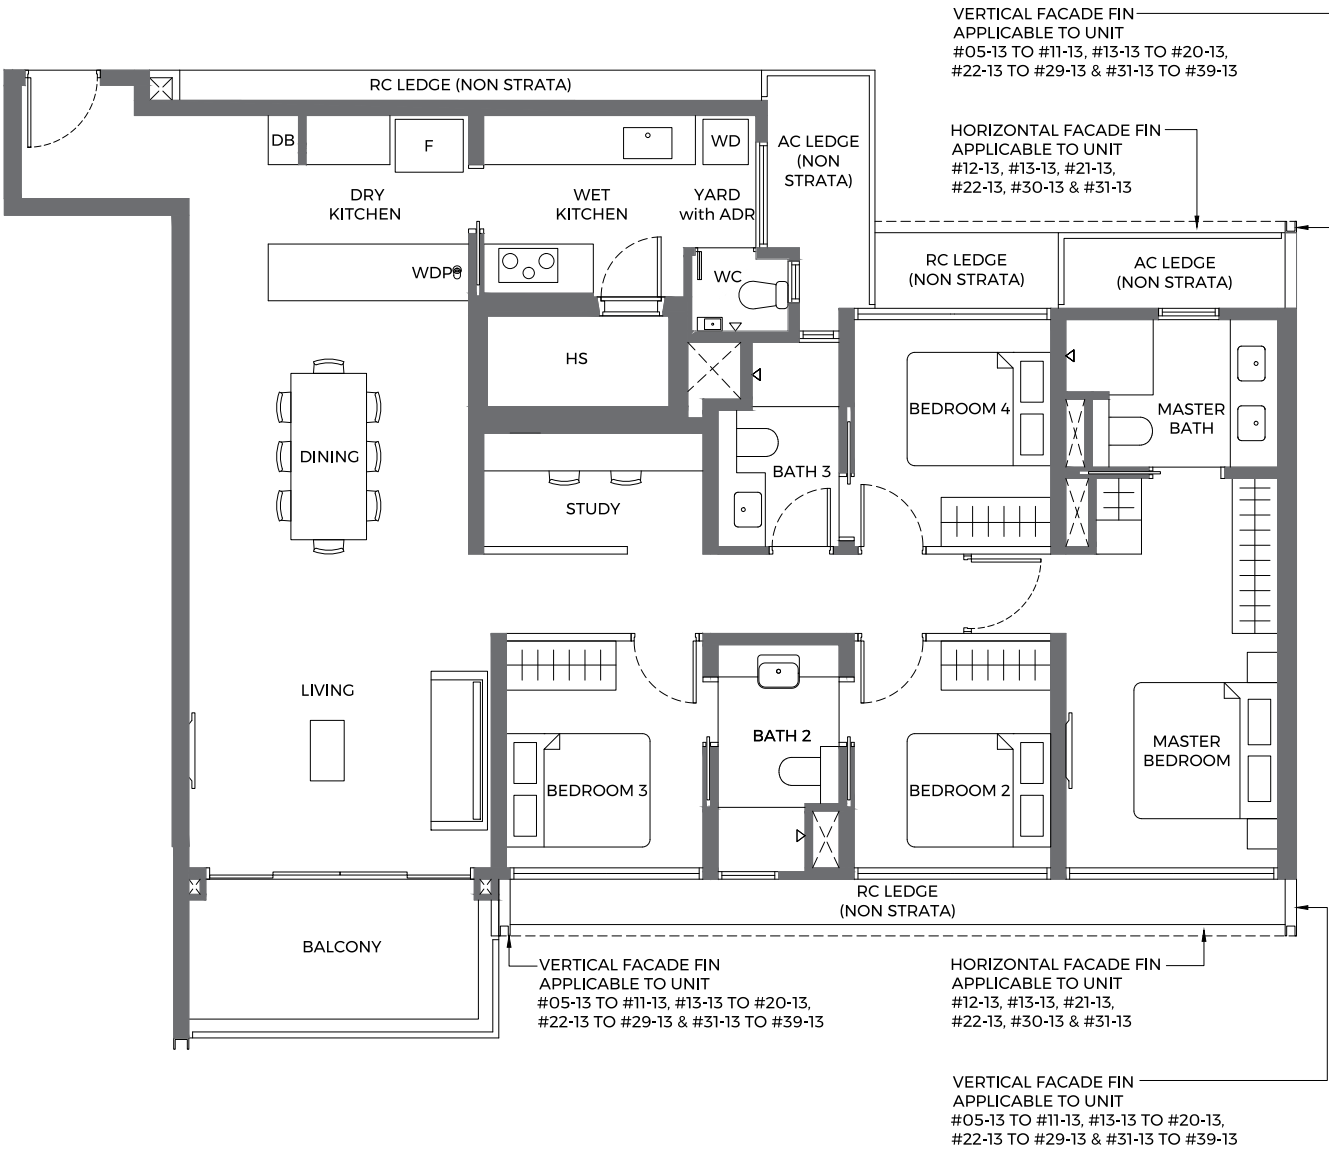 VERTICAL FACADE FIN
APPLICABLE TO UNIT
#05-13 TO #11-13, #13-13 TO #20-13,
#22-13 TO #29-13 & #31-13 TO #39-13
RC LEDGE (NON STRATA)
HORIZONTAL FACADE FIN
APPLICABLE TO UNIT
#12-13, #13-13, #21-13,
#22-13, #30-13 & #31-13
DB
F
WD
AC LEDGE
(NON
STRATA)
DRY
KITCHEN
WET
KITCHEN
YARD
with ADR
WDP
WC
RC LEDGE
(NON STRATA)
AC LEDGE
(NON STRATA)
HS
BEDROOM 4
MASTER
BATH
DINING
BATH 3
STUDY
LIVING
BATH 2
BEDROOM 3
BEDROOM 2
MASTER
BEDROOM
RC LEDGE
(NON STRATA)
BALCONY
VERTICAL FACADE FIN
APPLICABLE TO UNIT
#05-13 TO #11-13, #13-13 TO #20-13,
#22-13 TO #29-13 & #31-13 TO #39-13
HORIZONTAL FACADE FIN
APPLICABLE TO UNIT
#12-13, #13-13, #21-13,
#22-13, #30-13 & #31-13
VERTICAL FACADE FIN
APPLICABLE TO UNIT
#05-13 TO #11-13, #13-13 TO #20-13,
#22-13 TO #29-13 & #31-13 TO #39-13